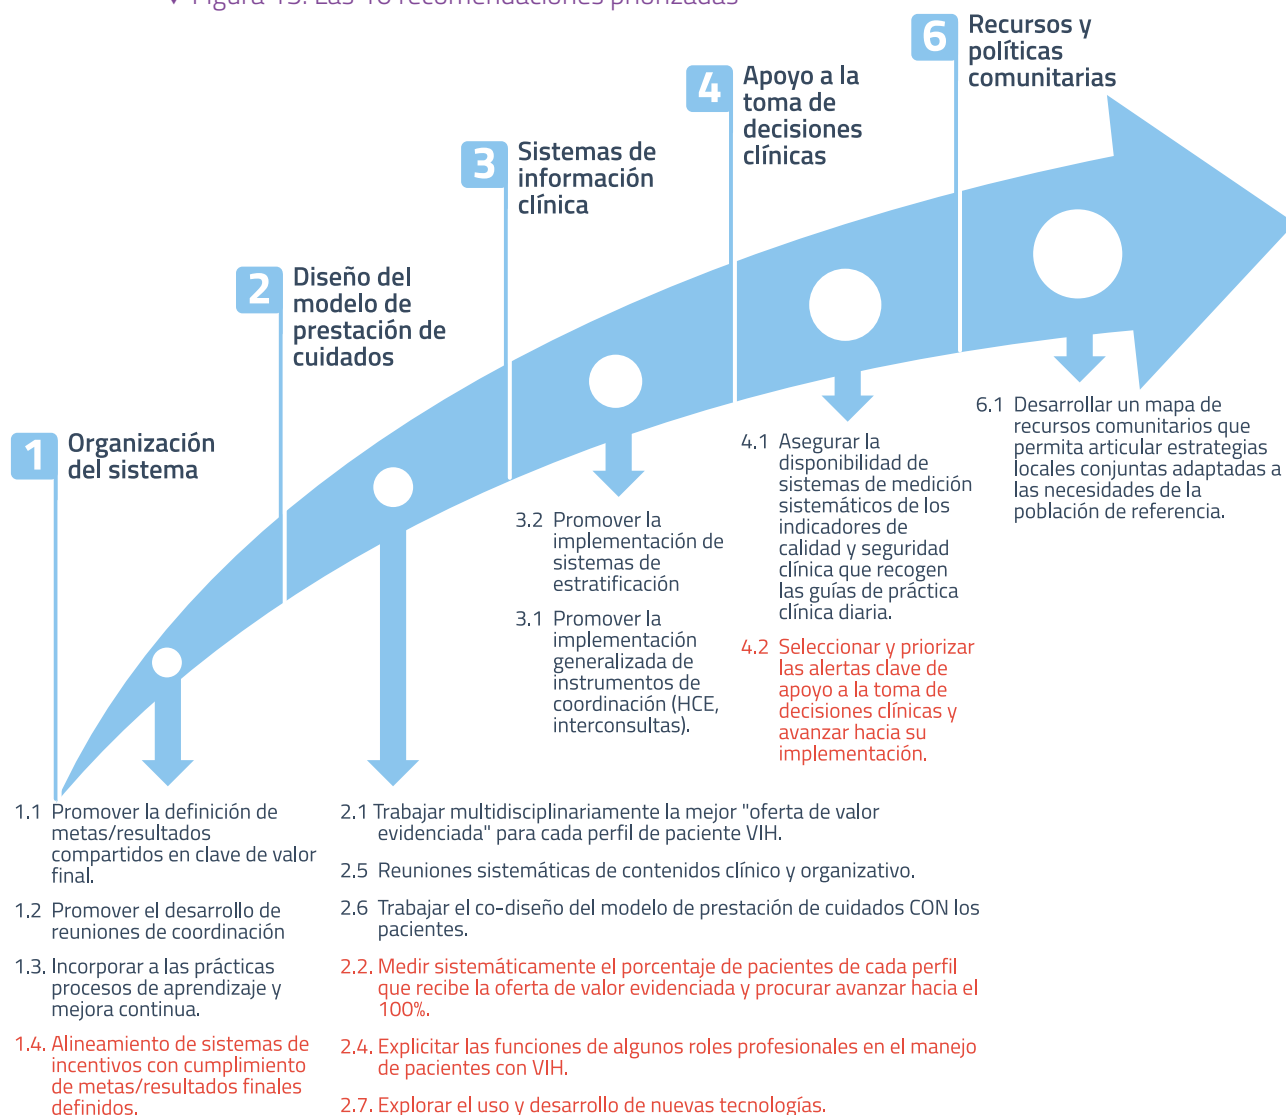 Figura 15. Las 16 recomendaciones priorizadas
6
Recursos y
políticas
comunitarias
4
Apoyo a la
toma de
decisiones
clínicas
3
Sistemas de
información
clínica
2
Diseño del
modelo de
prestación de
cuidados
1
Organización
del sistema
6.1 Desarrollar un mapa de
recursos comunitarios que
permita articular estrategias
locales conjuntas adaptadas a
las necesidades de la
población de referencia.
4.1 Asegurar la
disponibilidad de
sistemas de medición
sistemáticos de los
indicadores de
calidad y seguridad
clínica que recogen
las guías de práctica
clínica diaria.
4.2 Seleccionar y priorizar
las alertas clave de
apoyo a la toma de
decisiones clínicas y
avanzar hacia su
implementación.
3.2 Promover la
implementación de
sistemas de
estratificación
3.1 Promover la
implementación
generalizada de
instrumentos de
coordinación (HCE,
interconsultas).
1.1 Promover la definición de
metas/resultados
compartidos en clave de valor
final.
1.2 Promover el desarrollo de
reuniones de coordinación
1.3. Incorporar a las prácticas
procesos de aprendizaje y
mejora continua.
1.4. Alineamiento de sistemas de
incentivos con cumplimiento
de metas/resultados finales
definidos.
2.1 Trabajar multidisciplinariamente la mejor "oferta de valor
evidenciada" para cada perfil de paciente VIH.
2.5 Reuniones sistemáticas de contenidos clínico y organizativo.
2.6 Trabajar el co-diseño del modelo de prestación de cuidados CON los
pacientes.
2.2. Medir sistemáticamente el porcentaje de pacientes de cada perfil
que recibe la oferta de valor evidenciada y procurar avanzar hacia el
100%.
2.4. Explicitar las funciones de algunos roles profesionales en el manejo
de pacientes con VIH.
2.7. Explorar el uso y desarrollo de nuevas tecnologías.